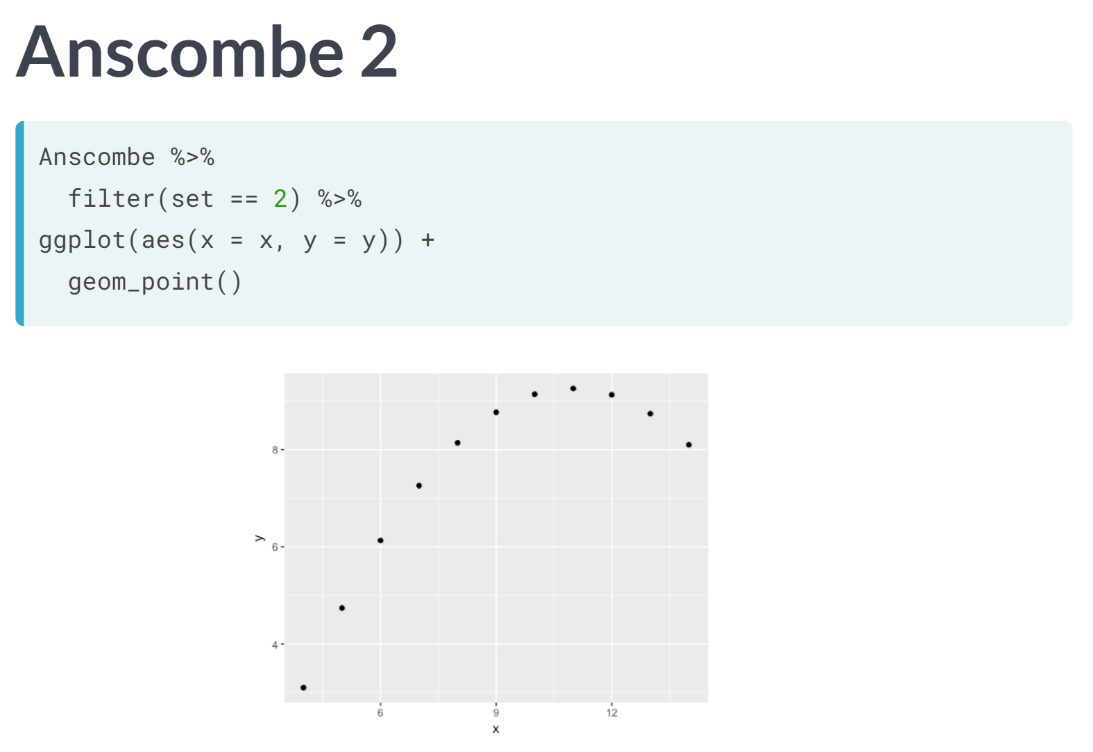 Anscombe 2
Anscombe %>%
  filter(set == 2) %>%
ggplot(aes(x = x, y = y)) +
  geom_point()
8
6
4
y
6 9 12
x